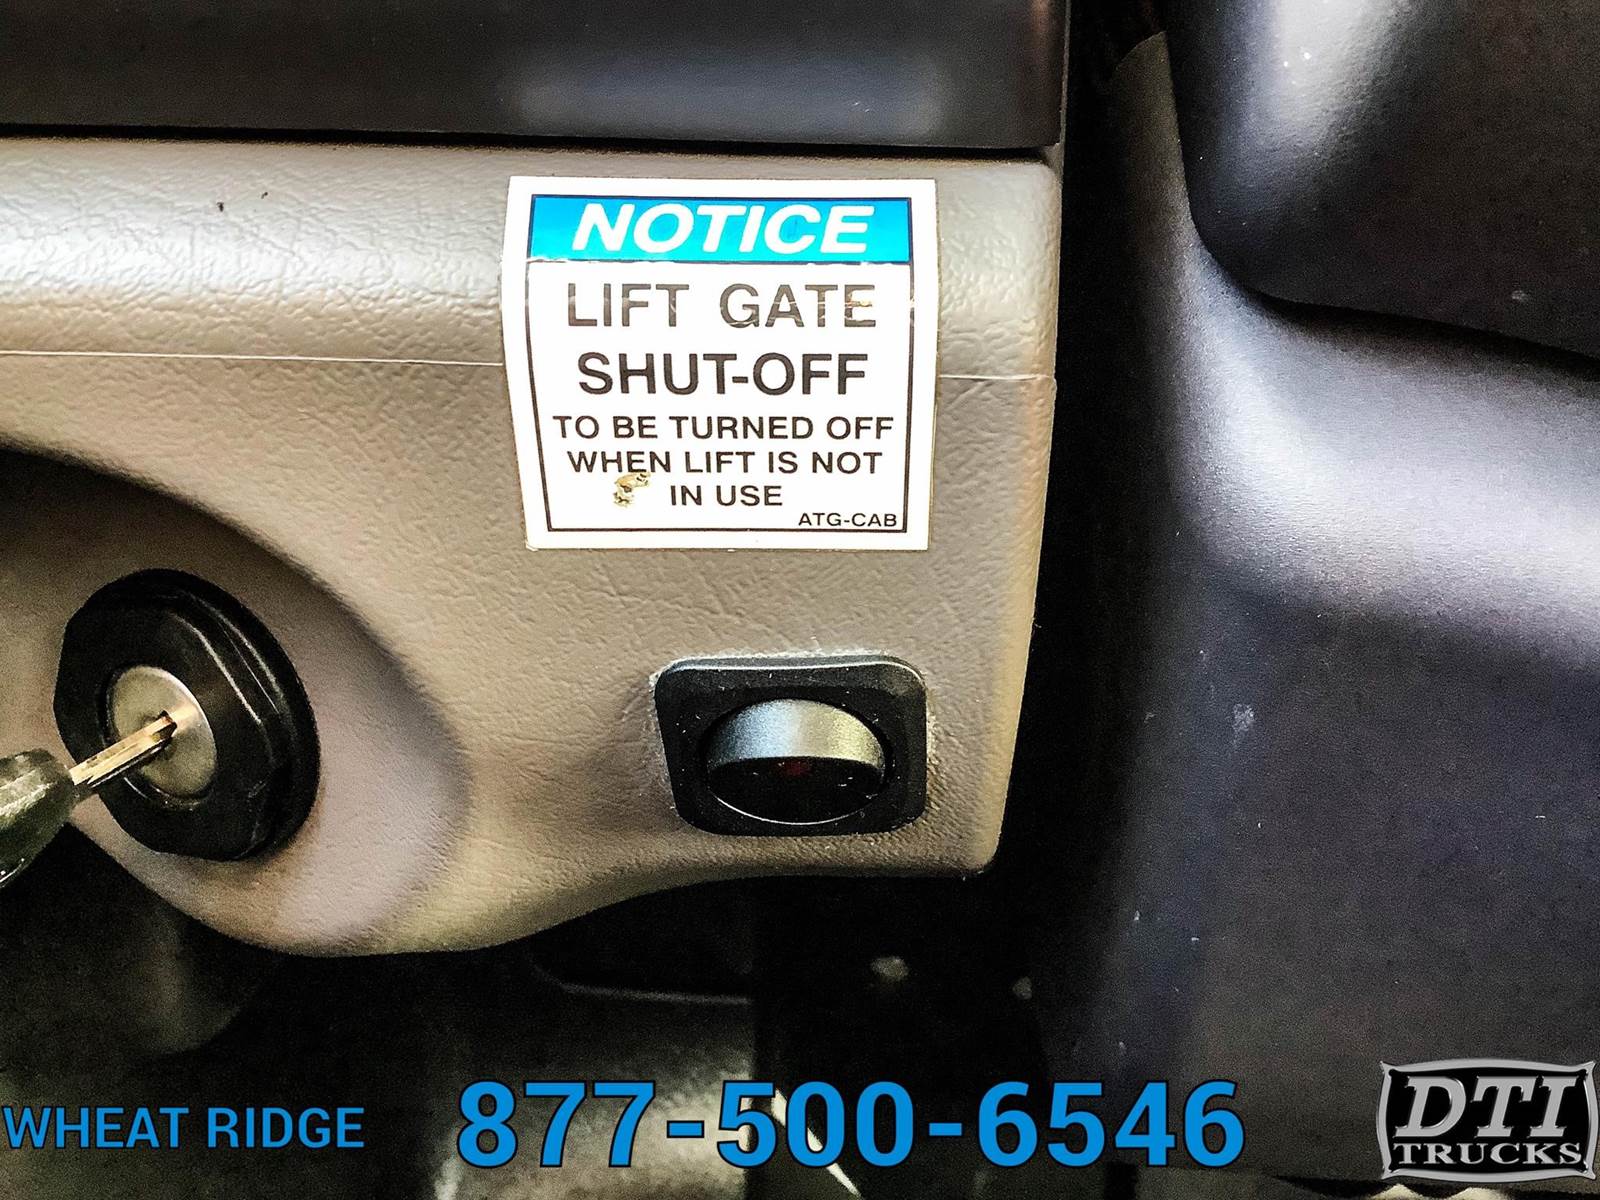 NOTICE
LIFT GATE
SHUT-OFF
TO BE TURNED OFF
WHEN LIFT IS NOT
IN USE
ATG-CAB
WHEAT RIDGE
877-500-6546
DTI
TRUCKS